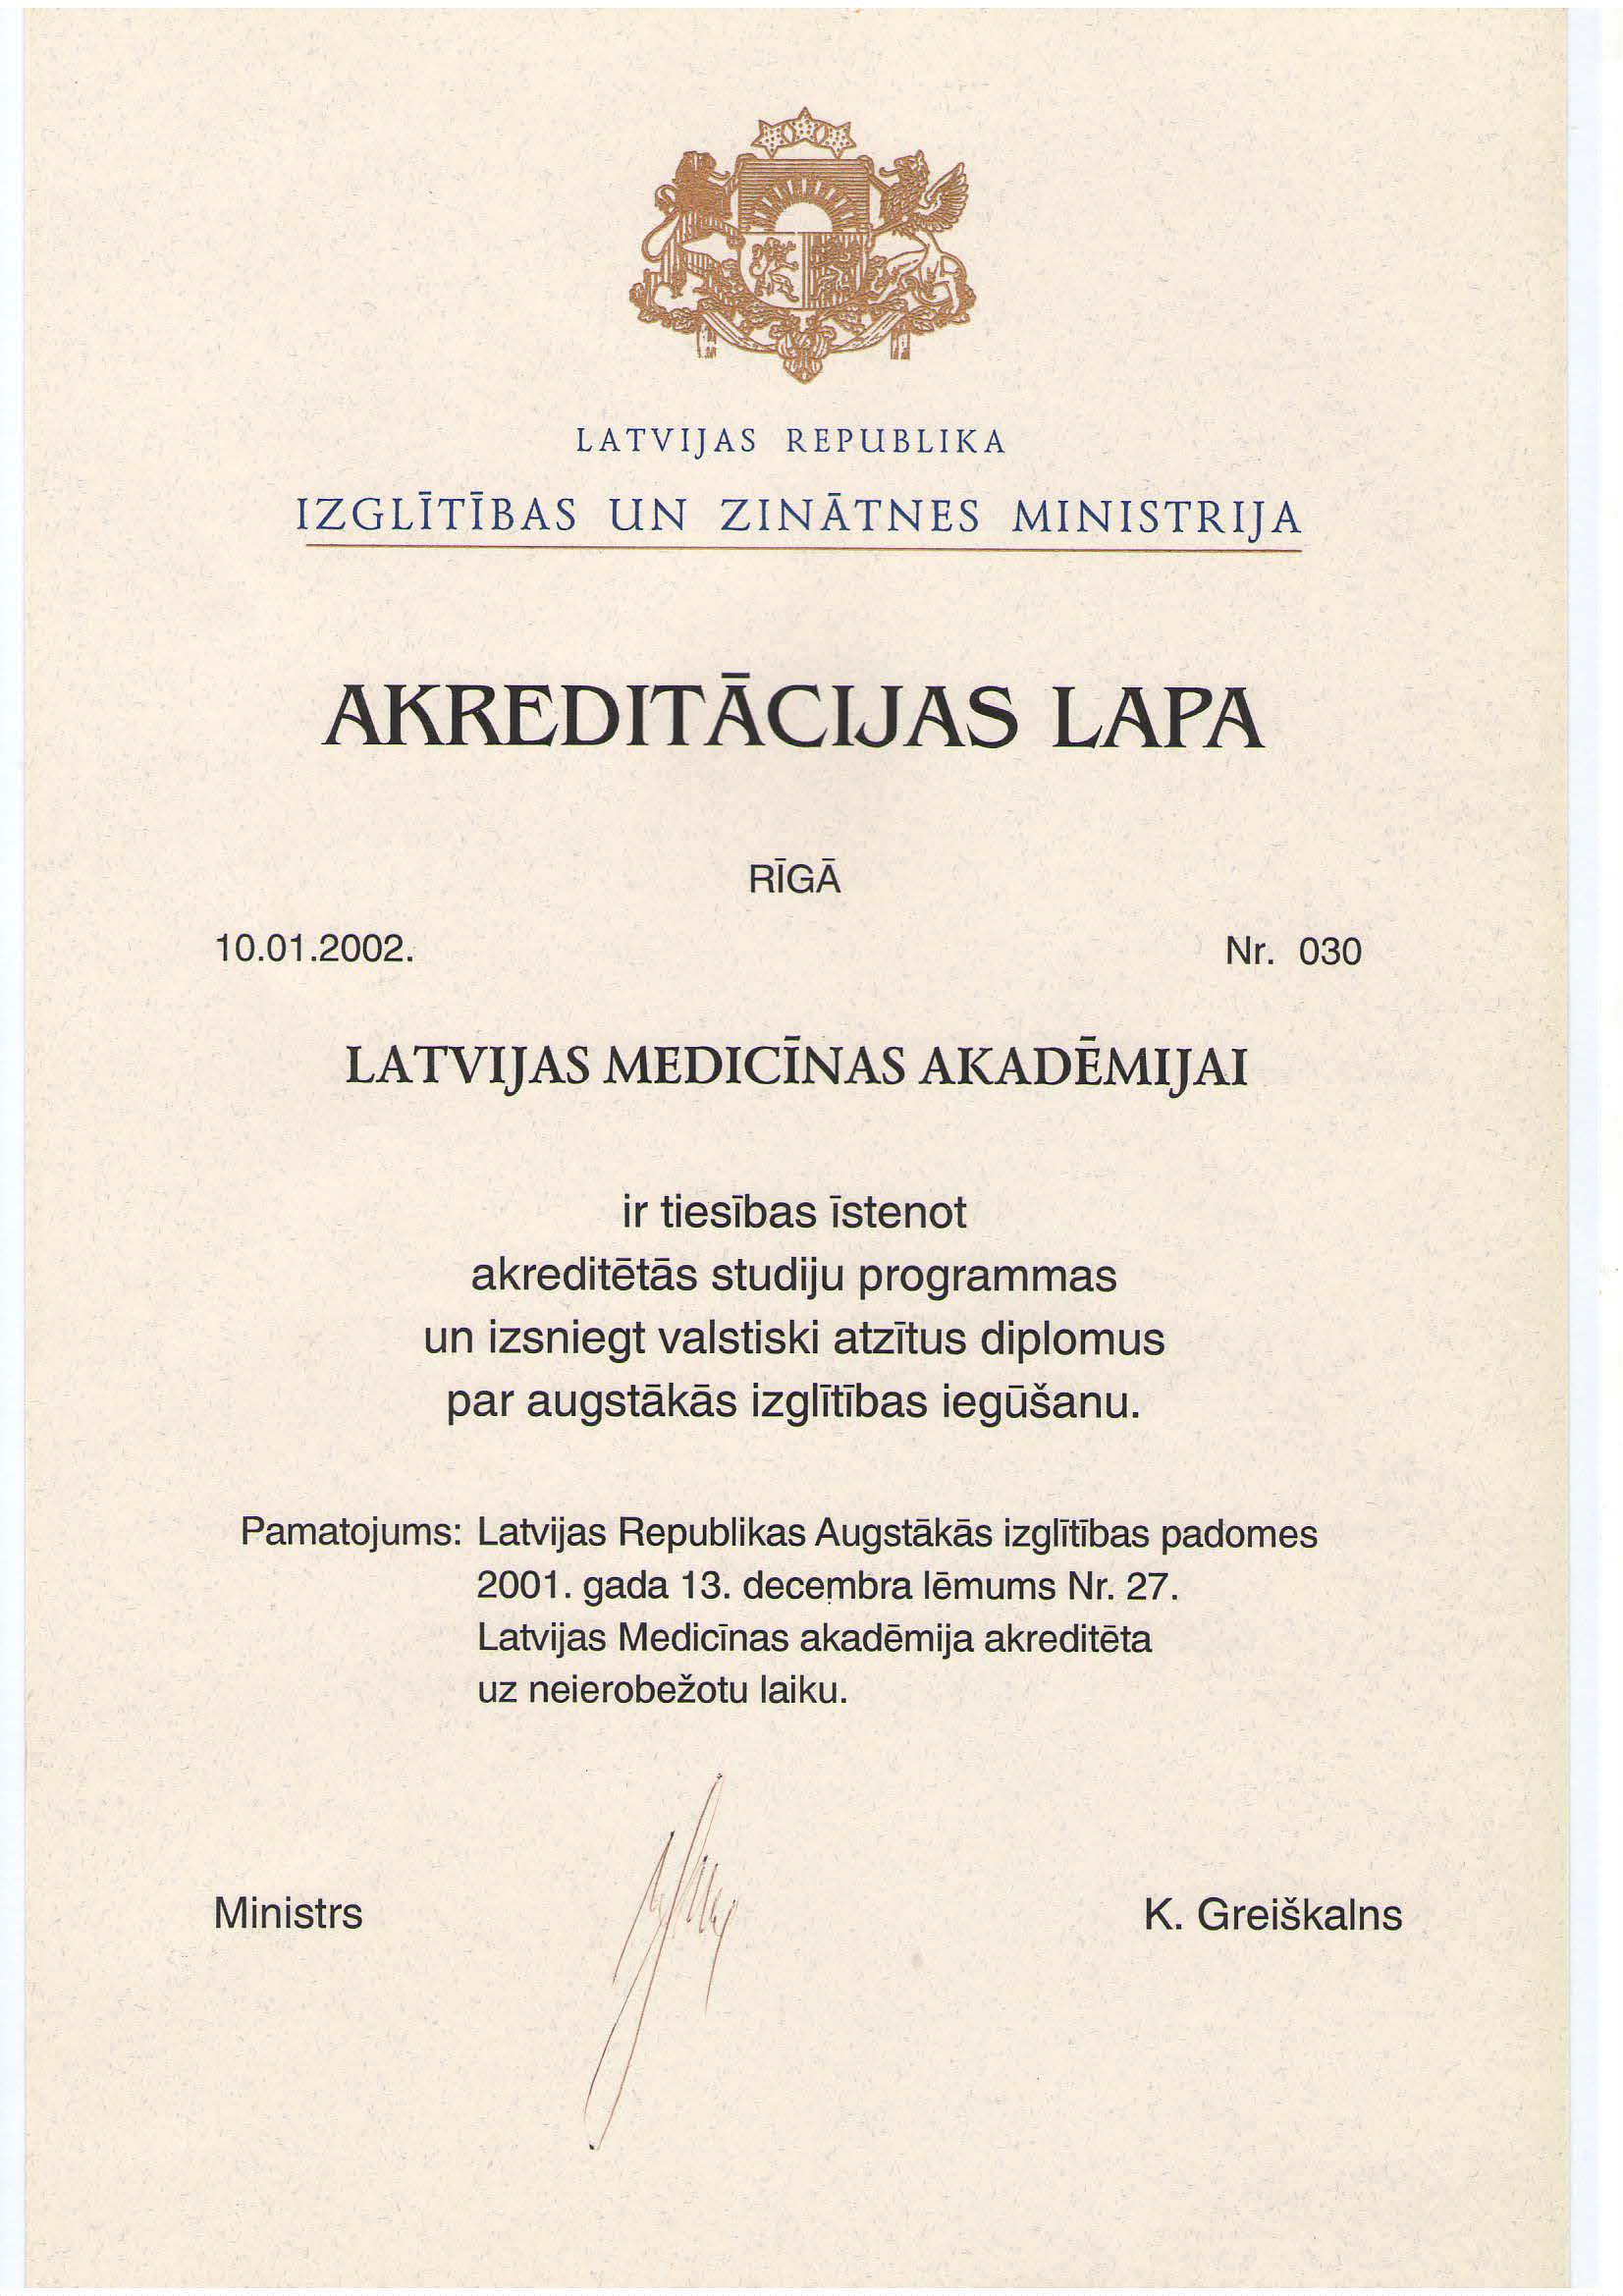 LATVIJAS REPUBLIKA
IZGLĪTĪBAS UN ZINĀTNES MINISTRIJA
AKREDITĀCIJAS LAPA
RĪGĀ
10.01.2002. Nr. 030
LATVIJAS MEDICĪNAS AKADĒMIJAI
ir tiesības īstenot
akreditētās studiju programmas
un izsniegt valstiski atzītus diplomus
par augstākās izglītības iegūšanu.
Pamatojums: Latvijas Republikas Augstākās izglītības padomes
2001. gada 13. decembra lēmums Nr. 27.
Latvijas Medicīnas akadēmija akreditēta
uz neierobežotu laiku.
Ministrs K. Greiškalns